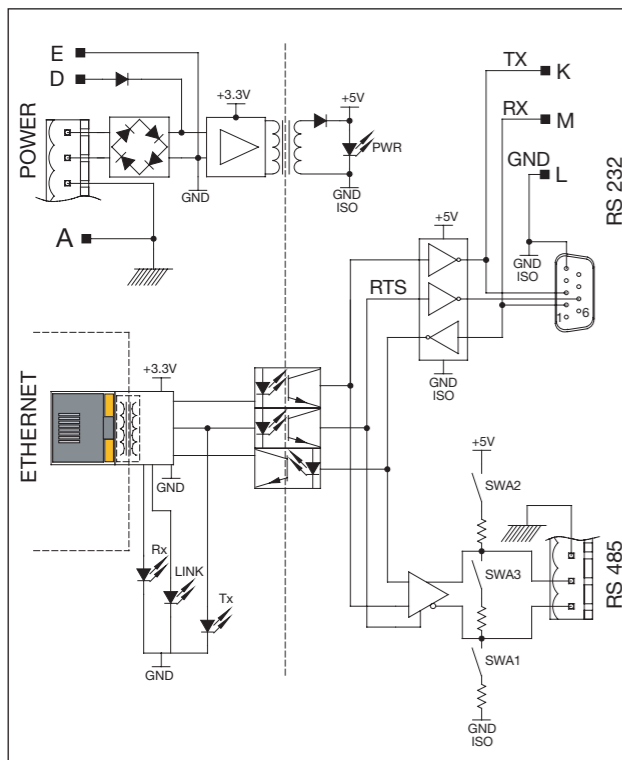 E
D
POWER
A
+3.3V
GND
+5V
PWR
GND
ISO
TX
K
RX
M
GND
L
RS 232
GND
ISO
+5V
RTS
GND
ISO
1
6
ETHERNET
+3.3V
GND
Rx
LINK
Tx
GND
+5V
SWA2
SWA3
SWA1
RS 485
GND
ISO